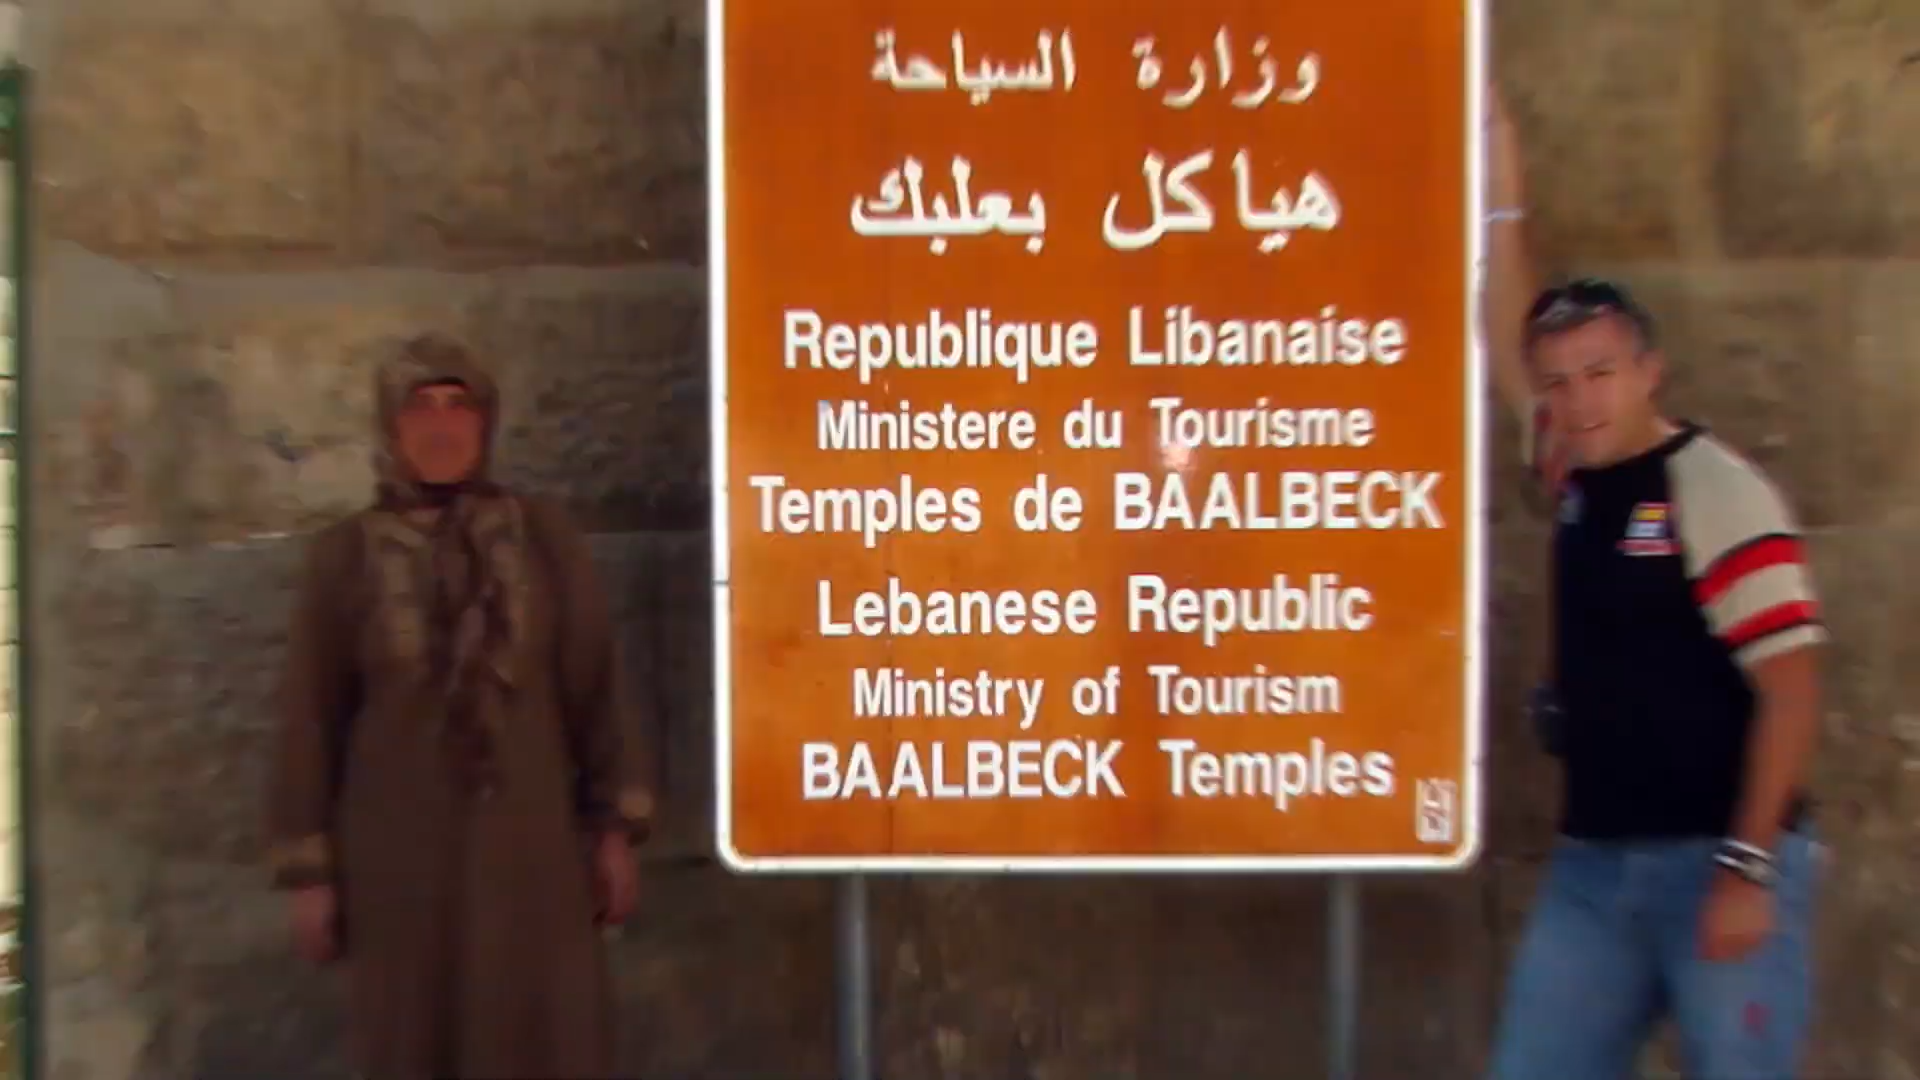 وزارة السياحة
هياكل بعلبك
Republique Libanaise
Ministere du Tourisme
Temples de BAALBECK
Lebanese Republic
Ministry of Tourism
BAALBECK Temples